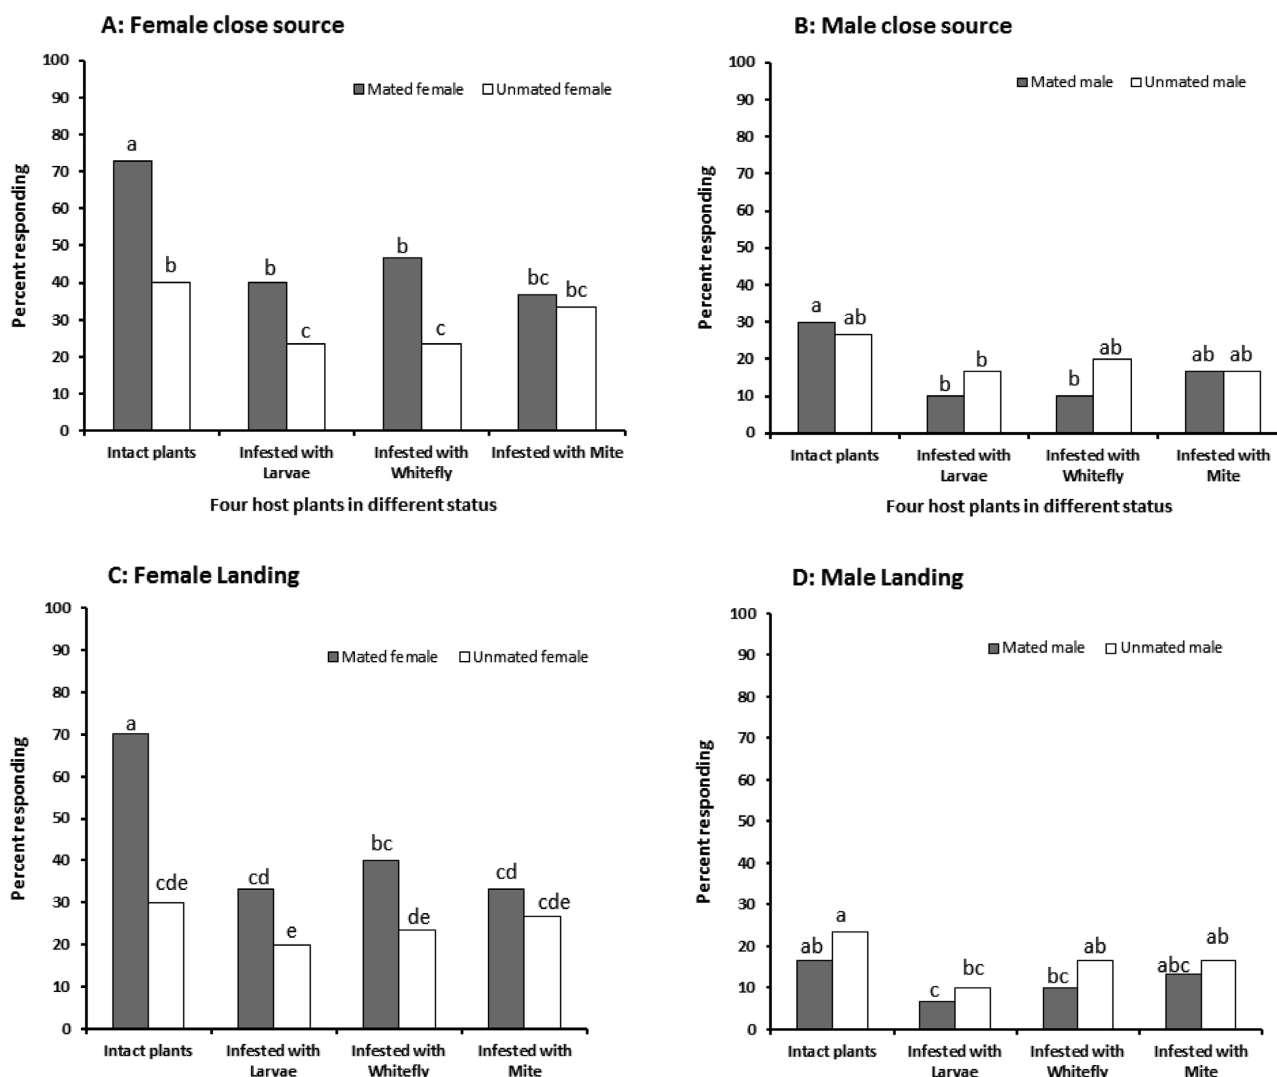 A: Female close source
100
90
80
70
60
50
40
30
20
10
0
Percent responding
Mated female
Unmated female
a
b
b
c
b
c
bc
bc
Intact plants
Infested with
Larvae
Infested with
Whitefly
Infested with Mite
Four host plants in different status
B: Male close source
100
90
80
70
60
50
40
30
20
10
0
Percent responding
Mated male
Unmated male
a
ab
b
b
b
ab
ab
ab
Intact plants
Infested with
Larvae
Infested with
Whitefly
Infested with
Mite
Four host plants in different status
C: Female Landing
100
90
80
70
60
50
40
30
20
10
0
Percent responding
Mated female
Unmated female
a
cde
cd
e
bc
de
cd
cde
Intact plants
Infested with
Larvae
Infested with
Whitefly
Infested with
Mite
D: Male Landing
100
90
80
70
60
50
40
30
20
10
0
Percent responding
Mated male
Unmated male
ab
a
c
bc
bc
ab
abc
ab
Intact plants
Infested with
Larvae
Infested with
Whitefly
Infested with
Mite